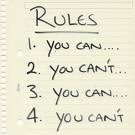 RULES
1. YOU CAN....
2. YOU CAN'T...
3. YOU CAN....
4. YOU CAN'T